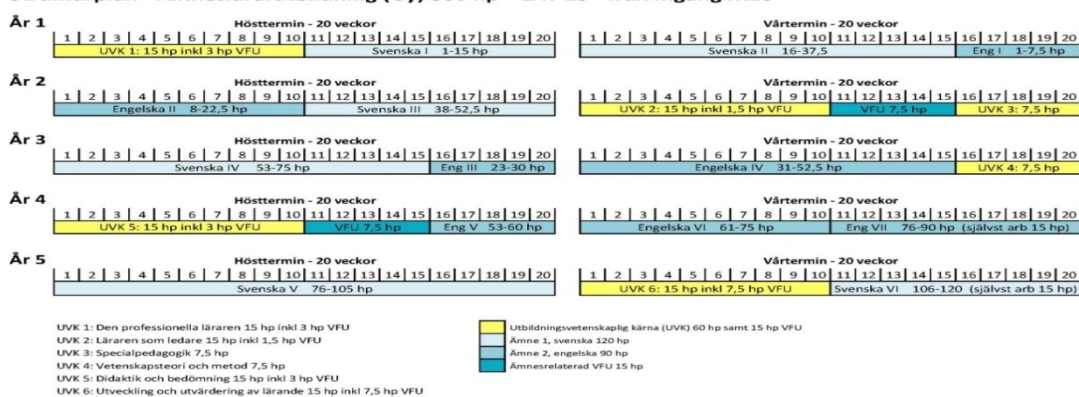 År 1
Hösttermin - 20 veckor Vårtermin - 20 veckor
1 2 3 4 5 6 7 8 9 10 11 12 13 14 15 16 17 18 19 20 1 2 3 4 5 6 7 8 9 10 11 12 13 14 15 16 17 18 19 20
UVK 1: 15 hp inkl 3 hp VFU Svenska I 1-15 hp Svenska II 16-37,5 Eng I 1-7,5 hp
År 2
Hösttermin - 20 veckor Vårtermin - 20 veckor
1 2 3 4 5 6 7 8 9 10 11 12 13 14 15 16 17 18 19 20 1 2 3 4 5 6 7 8 9 10 11 12 13 14 15 16 17 18 19 20
Engelska II 8-22,5 hp Svenska III 38-52,5 hp UVK 2: 15 hp inkl 1,5 hp VFU VFU 7,5 hp UVK 3: 7,5 hp
År 3
Hösttermin - 20 veckor Vårtermin - 20 veckor
1 2 3 4 5 6 7 8 9 10 11 12 13 14 15 16 17 18 19 20 1 2 3 4 5 6 7 8 9 10 11 12 13 14 15 16 17 18 19 20
Svenska IV 53-75 hp Eng III 23-30 hp Engelska IV 31-52,5 hp UVK 4: 7,5 hp
År 4
Hösttermin - 20 veckor Vårtermin - 20 veckor
1 2 3 4 5 6 7 8 9 10 11 12 13 14 15 16 17 18 19 20 1 2 3 4 5 6 7 8 9 10 11 12 13 14 15 16 17 18 19 20
UVK 5: 15 hp inkl 3 hp VFU VFU 7,5 hp Eng V 53-60 hp Engelska VI 61-75 hp Eng VII 76-90 hp (självst arb 15 hp)
År 5
Hösttermin - 20 veckor Vårtermin - 20 veckor
1 2 3 4 5 6 7 8 9 10 11 12 13 14 15 16 17 18 19 20 1 2 3 4 5 6 7 8 9 10 11 12 13 14 15 16 17 18 19 20
Svenska V 76-105 hp UVK 6: 15 hp inkl 7,5 hp VFU Svenska VI 106-120 (självst arb 15 hp)
UVK 1: Den professionella läraren 15 hp inkl 3 hp VFU
UVK 2: Läraren som ledare 15 hp inkl 1,5 hp VFU
UVK 3: Specialpedagogik 7,5 hp
UVK 4: Vetenskapsteori och metod 7,5 hp
UVK 5: Didaktik och bedömning 15 hp inkl 3 hp VFU
UVK 6: Utveckling och utvärdering av lärande 15 hp inkl 7,5 hp VFU
Utbildningsvetenskaplig kärna (UVK) 60 hp samt 15 hp VFU
Ämne 1, svenska 120 hp
Ämne 2, engelska 90 hp
Ämnesrelaterad VFU 15 hp